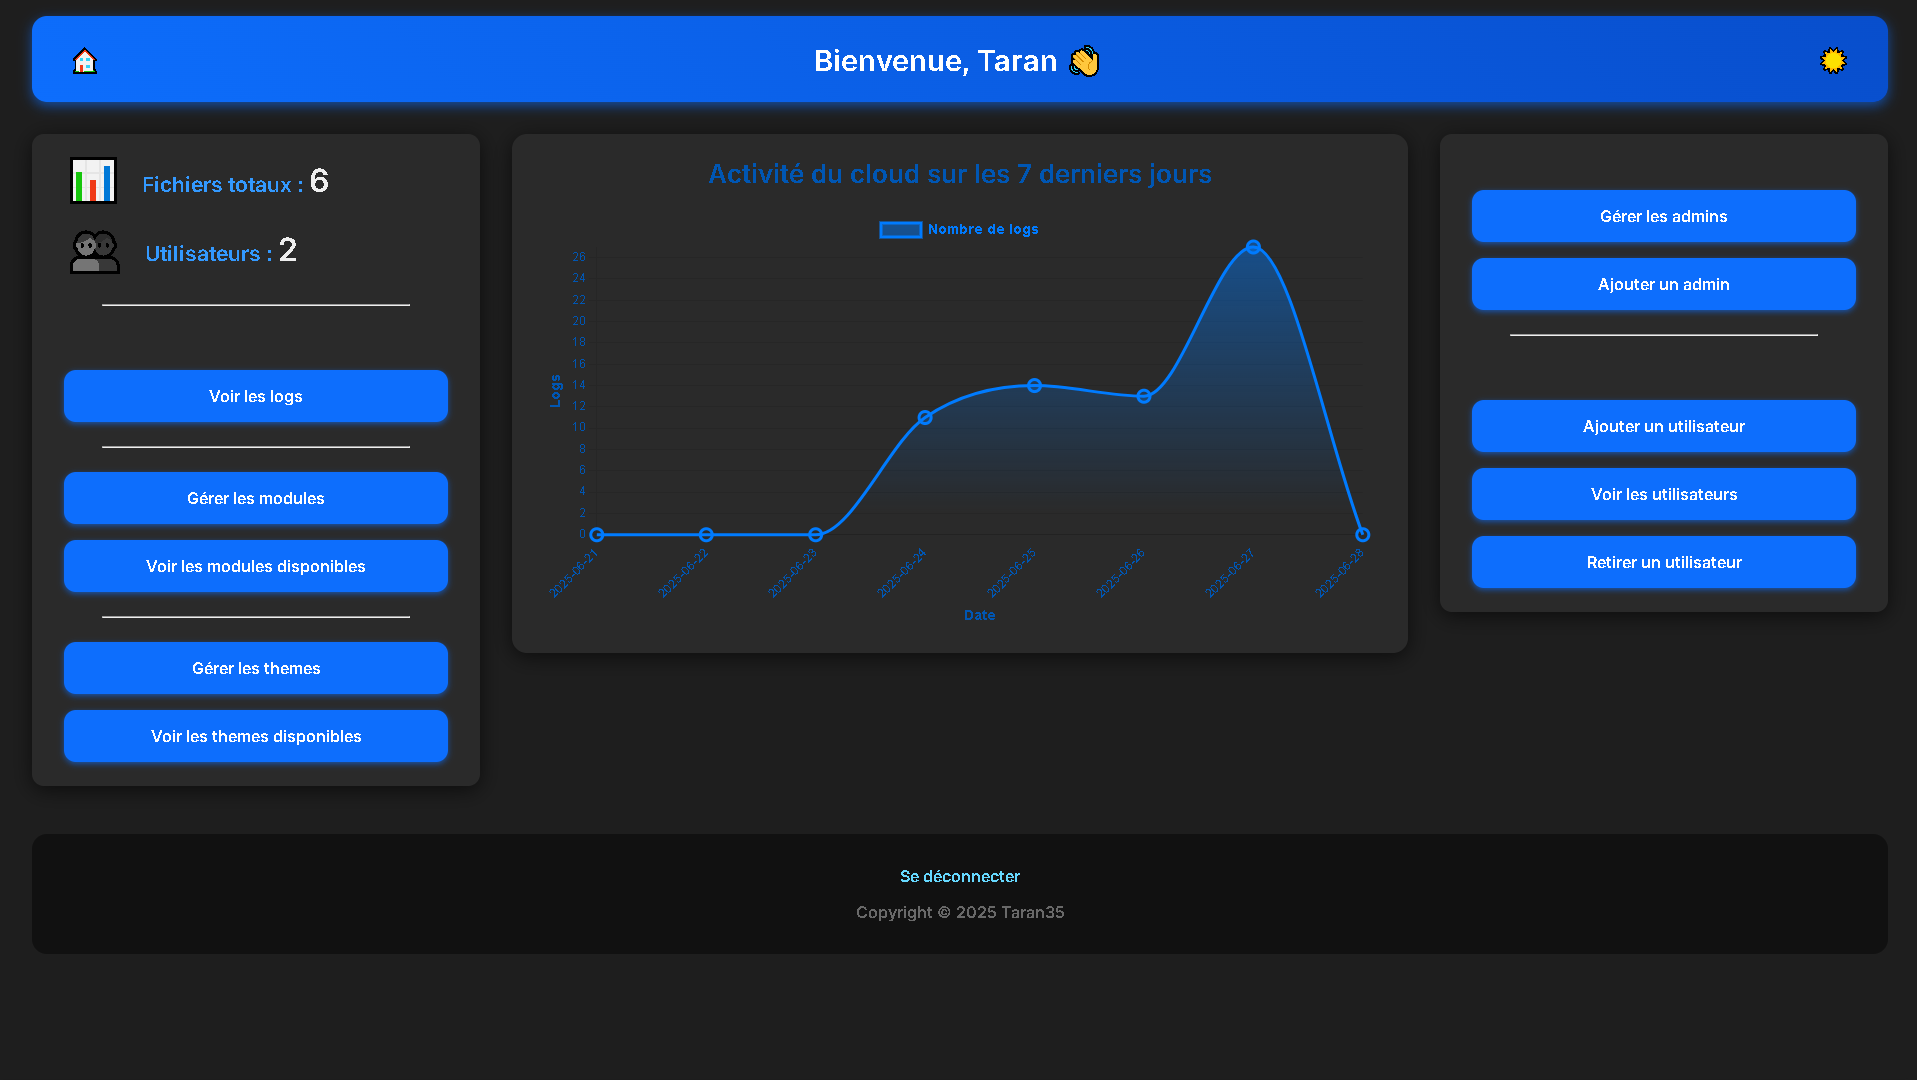 Bienvenue, Taran 👋
Fichiers totaux : 6
Utilisateurs : 2
Voir les logs
Gérer les modules
Voir les modules disponibles
Gérer les themes
Voir les themes disponibles
Activité du cloud sur les 7 derniers jours
Nombre de logs
26
24
22
20
18
16
14
12
10
8
6
4
2
0
Logs
2025-06-21
2025-06-22
2025-06-23
2025-06-24
2025-06-25
2025-06-26
2025-06-27
2025-06-28
Date
Gérer les admins
Ajouter un admin
Ajouter un utilisateur
Voir les utilisateurs
Retirer un utilisateur
Se déconnecter
Copyright © 2025 Taran35